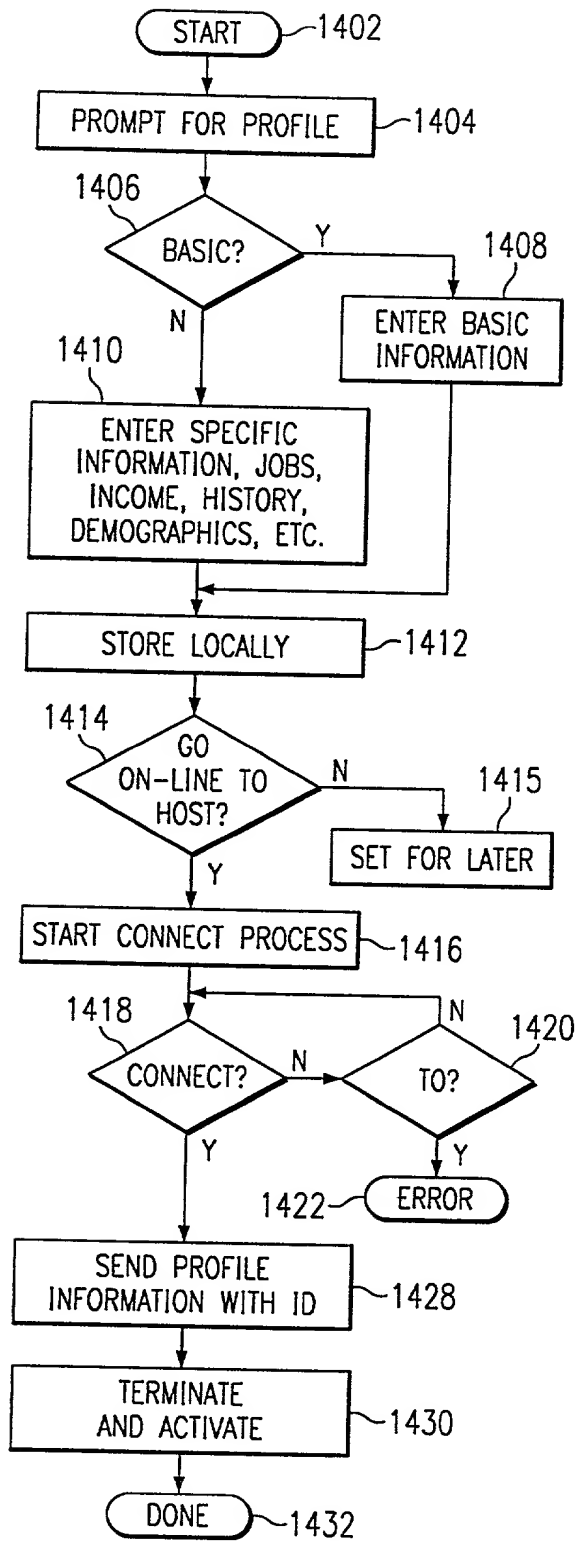 START
1402
PROMPT FOR PROFILE
1404
1406
BASIC?
Y
N
1408
ENTER BASIC
INFORMATION
1410
ENTER SPECIFIC
INFORMATION, JOBS,
INCOME, HISTORY,
DEMOGRAPHICS, ETC.
STORE LOCALLY
1412
1414
GO
ON-LINE TO
HOST?
N
Y
1415
SET FOR LATER
START CONNECT PROCESS
1416
1418
CONNECT?
N
Y
N
1420
TO?
Y
1422
ERROR
SEND PROFILE
INFORMATION WITH ID
1428
TERMINATE
AND ACTIVATE
1430
DONE
1432